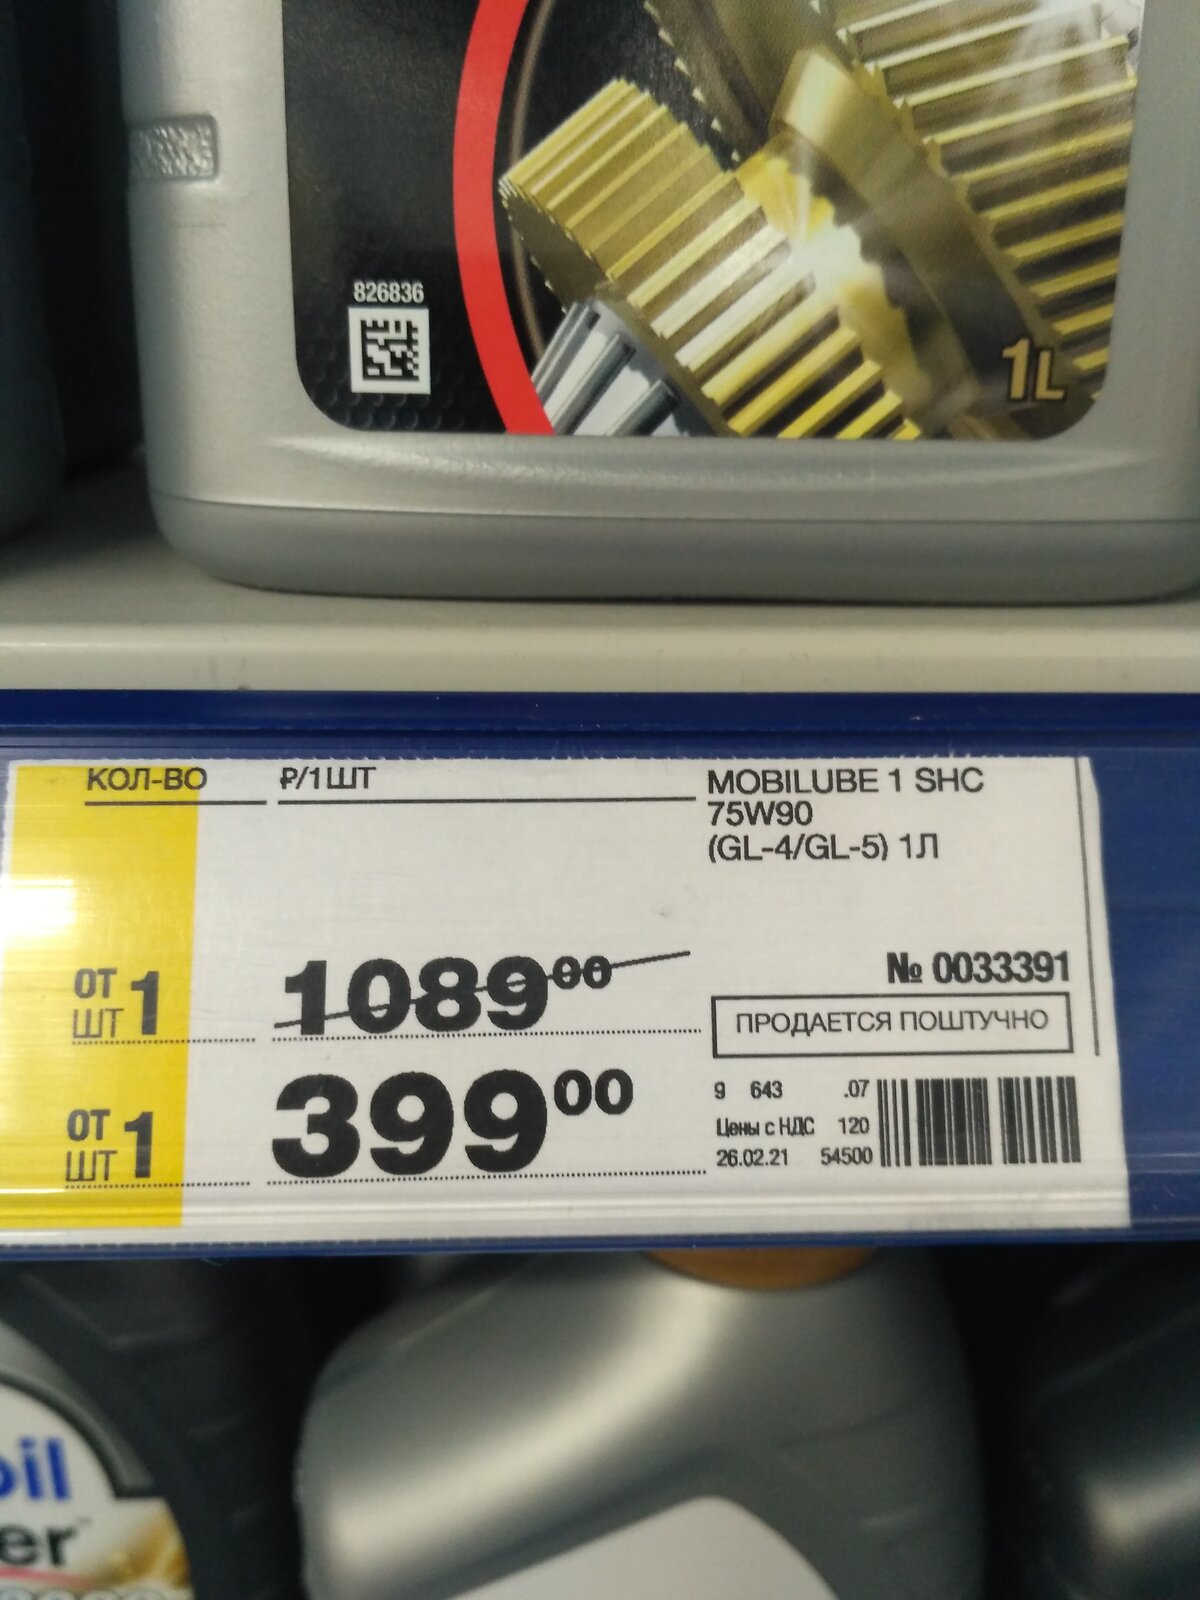 826836
1L
КОЛ-ВО ₽/1ШТ
MOBILUBE 1 SHC
75W90
(GL-4/GL-5) 1Л
ОТ 1 ШТ 1089 00
№ 0033391
ПРОДАЕТСЯ ПОШТУЧНО
ОТ 1 ШТ 399 00
9 643 .07
Цены с НДС 120
26.02.21 54500
oil
er